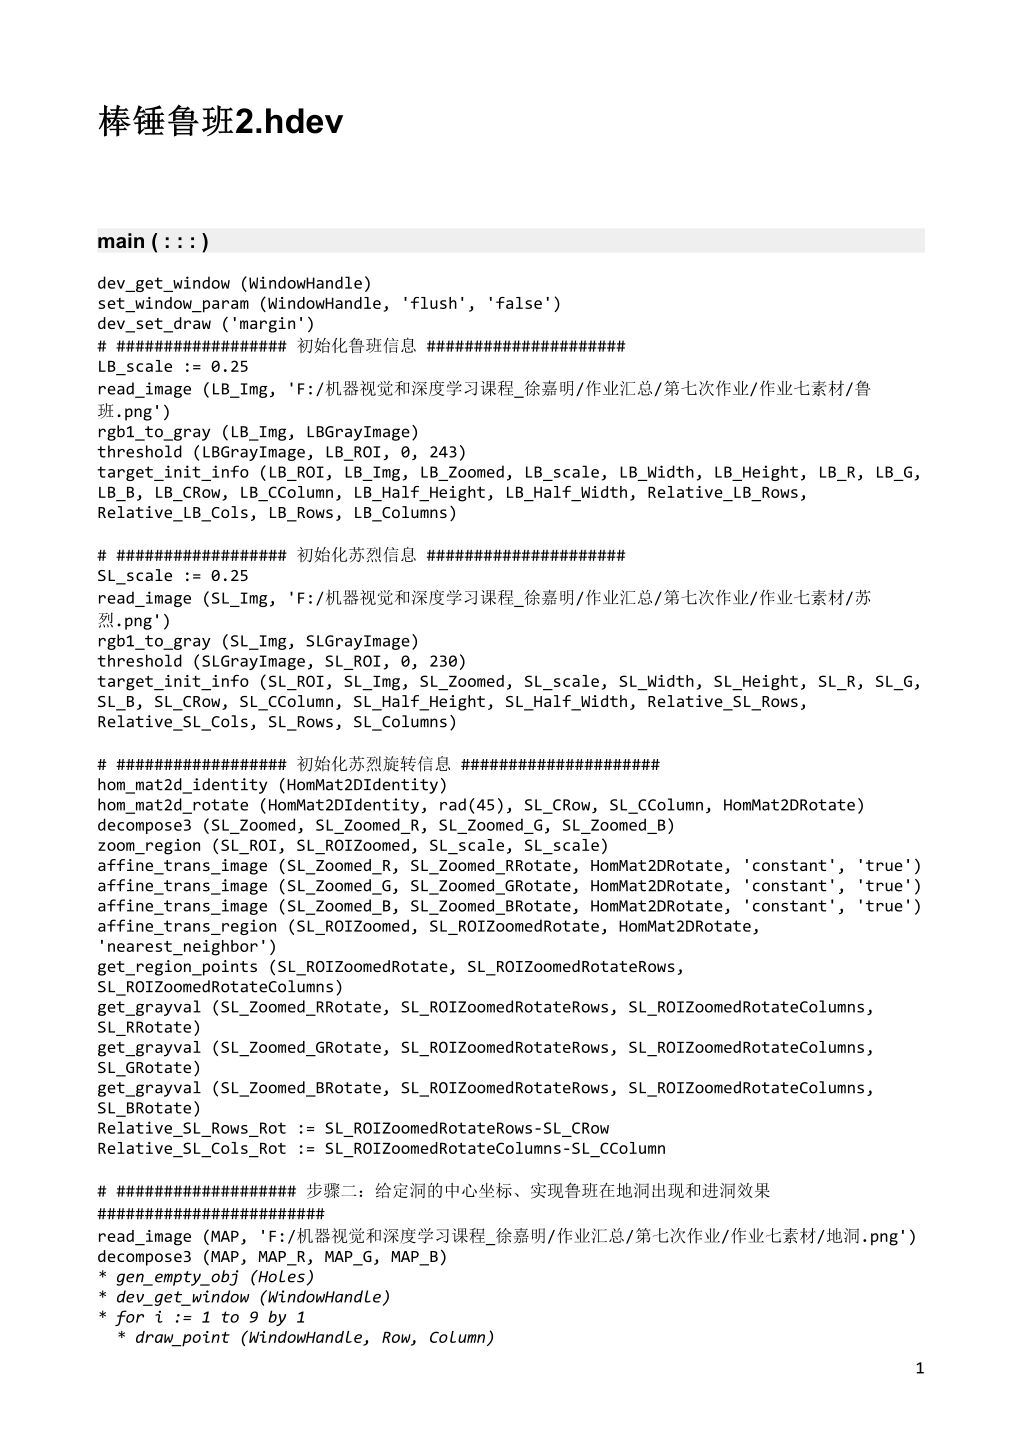 棒锤鲁班2.hdev
main ( : : : )
dev_get_window (WindowHandle)
set_window_param (WindowHandle, 'flush', 'false')
dev_set_draw ('margin')
# ################## 初始化鲁班信息 #####################
LB_scale := 0.25
read_image (LB_Img, 'F:/机器视觉和深度学习课程_徐嘉明/作业汇总/第七次作业/作业七素材/鲁
班.png')
rgb1_to_gray (LB_Img, LBGrayImage)
threshold (LBGrayImage, LB_ROI, 0, 243)
target_init_info (LB_ROI, LB_Img, LB_Zoomed, LB_scale, LB_Width, LB_Height, LB_R, LB_G,
LB_B, LB_CRow, LB_CColumn, LB_Half_Height, LB_Half_Width, Relative_LB_Rows,
Relative_LB_Cols, LB_Rows, LB_Columns)
# ################## 初始化苏烈信息 #####################
SL_scale := 0.25
read_image (SL_Img, 'F:/机器视觉和深度学习课程_徐嘉明/作业汇总/第七次作业/作业七素材/苏
烈.png')
rgb1_to_gray (SL_Img, SLGrayImage)
threshold (SLGrayImage, SL_ROI, 0, 230)
target_init_info (SL_ROI, SL_Img, SL_Zoomed, SL_scale, SL_Width, SL_Height, SL_R, SL_G,
SL_B, SL_CRow, SL_CColumn, SL_Half_Height, SL_Half_Width, Relative_SL_Rows,
Relative_SL_Cols, SL_Rows, SL_Columns)
# ################## 初始化苏烈旋转信息 #####################
hom_mat2d_identity (HomMat2DIdentity)
hom_mat2d_rotate (HomMat2DIdentity, rad(45), SL_CRow, SL_CColumn, HomMat2DRotate)
decompose3 (SL_Zoomed, SL_Zoomed_R, SL_Zoomed_G, SL_Zoomed_B)
zoom_region (SL_ROI, SL_ROIZoomed, SL_scale, SL_scale)
affine_trans_image (SL_Zoomed_R, SL_Zoomed_RRotate, HomMat2DRotate, 'constant', 'true')
affine_trans_image (SL_Zoomed_G, SL_Zoomed_GRotate, HomMat2DRotate, 'constant', 'true')
affine_trans_image (SL_Zoomed_B, SL_Zoomed_BRotate, HomMat2DRotate, 'constant', 'true')
affine_trans_region (SL_ROIZoomed, SL_ROIZoomedRotate, HomMat2DRotate,
'nearest_neighbor')
get_region_points (SL_ROIZoomedRotate, SL_ROIZoomedRotateRows,
SL_ROIZoomedRotateColumns)
get_grayval (SL_Zoomed_RRotate, SL_ROIZoomedRotateRows, SL_ROIZoomedRotateColumns,
SL_RRotate)
get_grayval (SL_Zoomed_GRotate, SL_ROIZoomedRotateRows, SL_ROIZoomedRotateColumns,
SL_GRotate)
get_grayval (SL_Zoomed_BRotate, SL_ROIZoomedRotateRows, SL_ROIZoomedRotateColumns,
SL_BRotate)
Relative_SL_Rows_Rot := SL_ROIZoomedRotateRows-SL_CRow
Relative_SL_Cols_Rot := SL_ROIZoomedRotateColumns-SL_CColumn
# ################### 步骤二：给定洞的中心坐标、实现鲁班在地洞出现和进洞效果
########################
read_image (MAP, 'F:/机器视觉和深度学习课程_徐嘉明/作业汇总/第七次作业/作业七素材/地洞.png')
decompose3 (MAP, MAP_R, MAP_G, MAP_B)
* gen_empty_obj (Holes)
* dev_get_window (WindowHandle)
* for i := 1 to 9 by 1
* draw_point (WindowHandle, Row, Column)
1